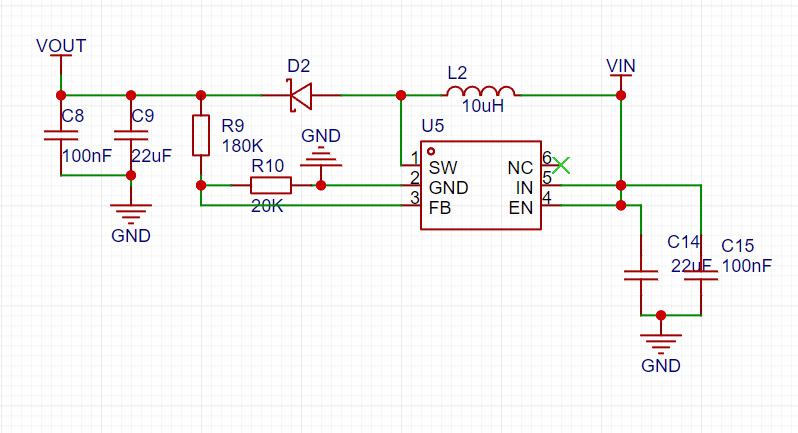 VOUT
D2
L2
VIN
C8
C9
R9
GND
10uH
U5
100nF
22uF
180K
R10
1
SW
NC
6
2
GND
IN
5
20K
3
FB
EN
4
GND
C14
C15
22uF
100nF
GND